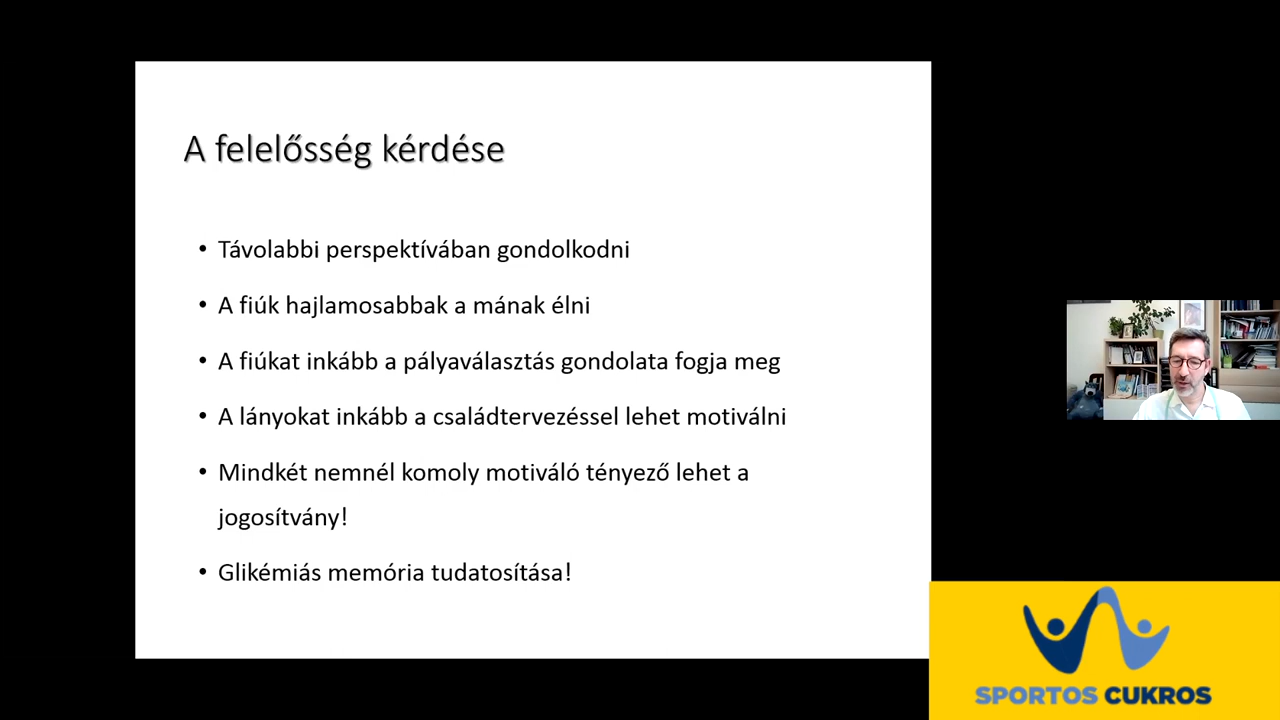 A felelősség kérdése
• Távolabbi perspektívában gondolkodni
• A fiúk hajlamosabbak a mának élni
• A fiúkat inkább a pályaválasztás gondolata fogja meg
• A lányokat inkább a családtervezéssel lehet motiválni
• Mindkét nemnél komoly motiváló tényező lehet a
jogosítvány!
• Glikémiás memória tudatosítása!
SPORTOS CUKROS